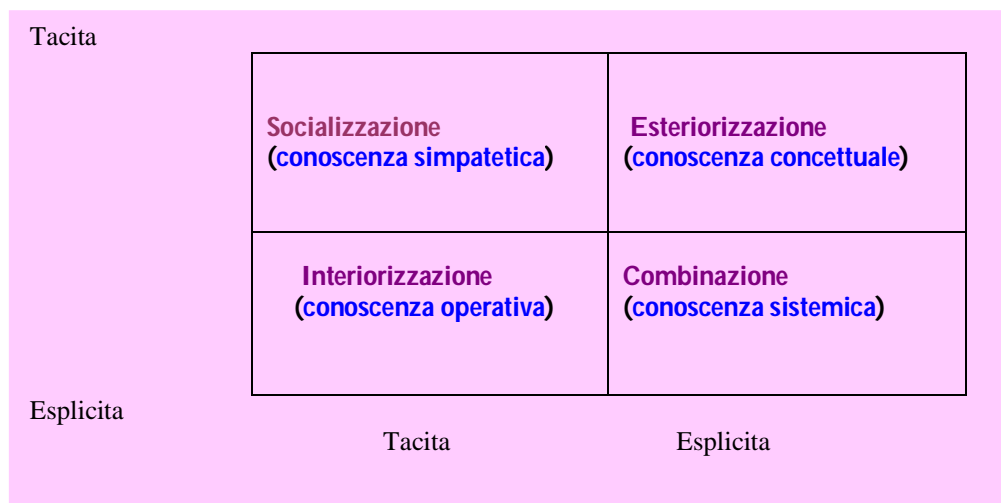 Tacita
Socializzazione
(conoscenza simpatetica)
Esteriorizzazione
(conoscenza concettuale)
Interiorizzazione
(conoscenza operativa)
Combinazione
(conoscenza sistemica)
Esplicita
Tacita
Esplicita